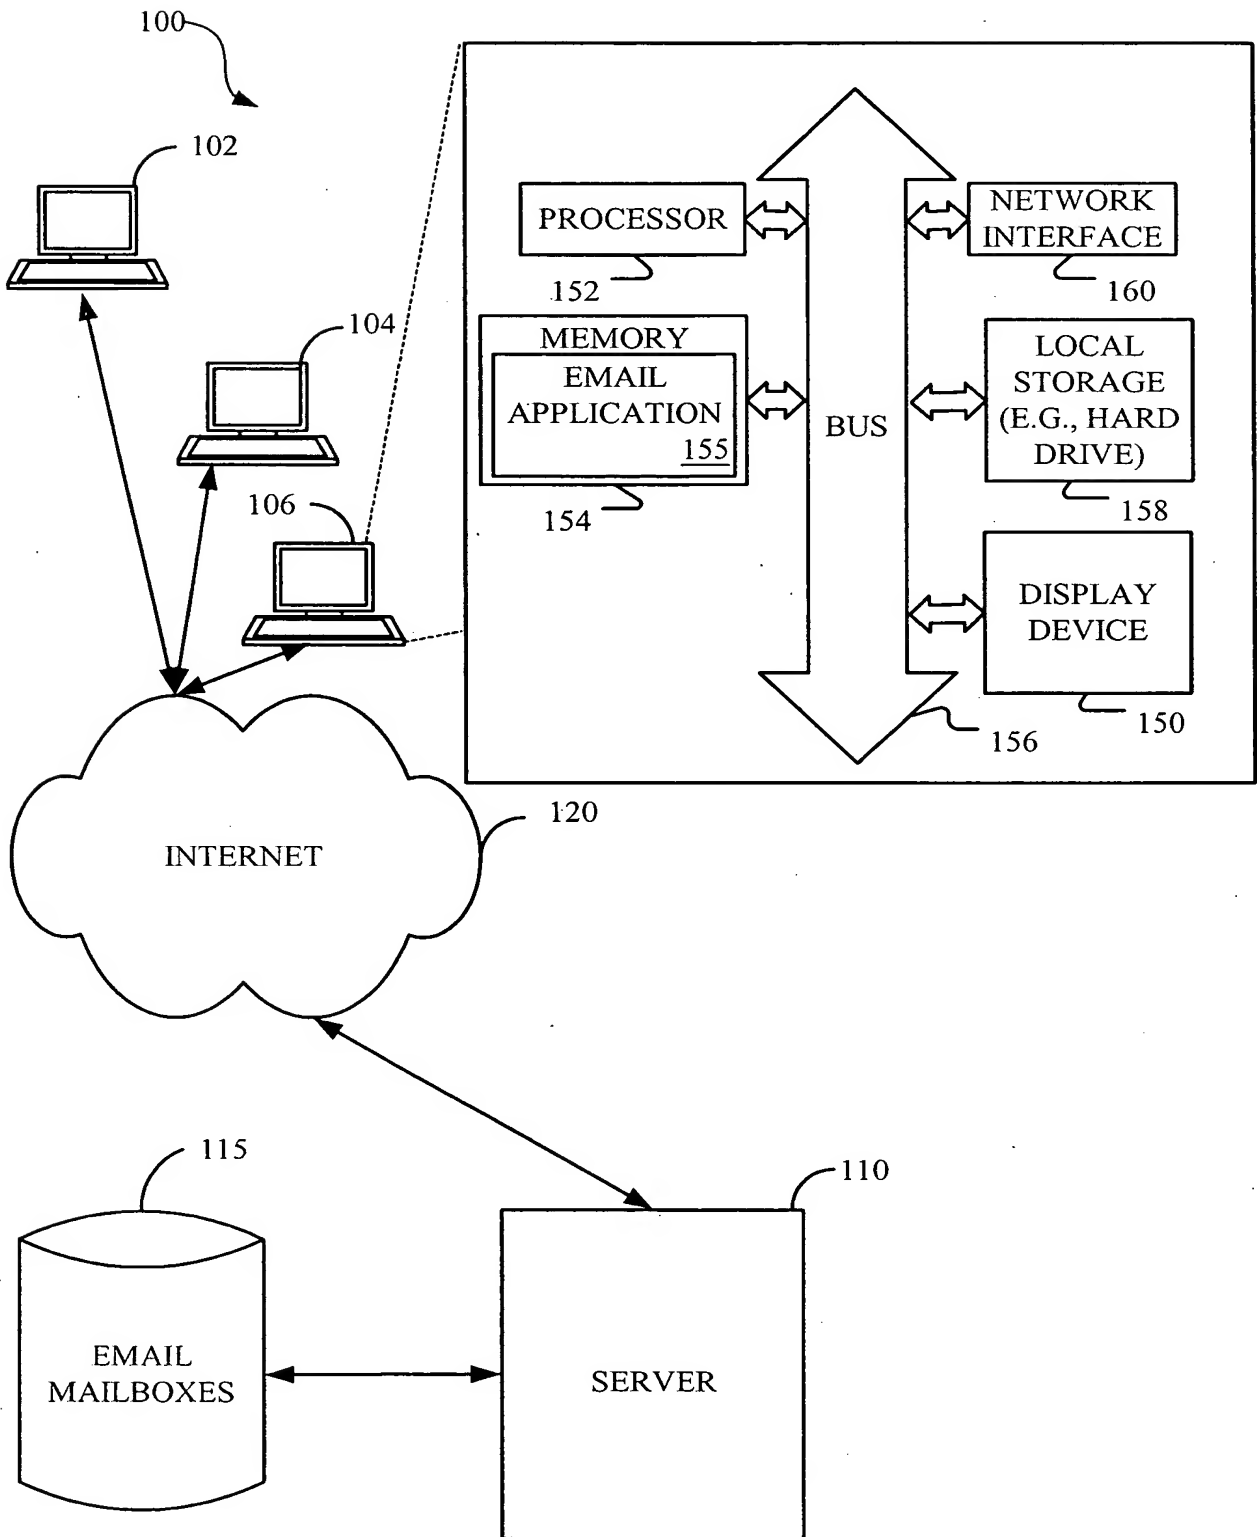 100
102
104
106
PROCESSOR
152
MEMORY
EMAIL
APPLICATION
155
154
BUS
156
NETWORK
INTERFACE
160
LOCAL
STORAGE
(E.G., HARD
DRIVE)
158
DISPLAY
DEVICE
150
INTERNET
120
115
EMAIL
MAILBOXES
110
SERVER